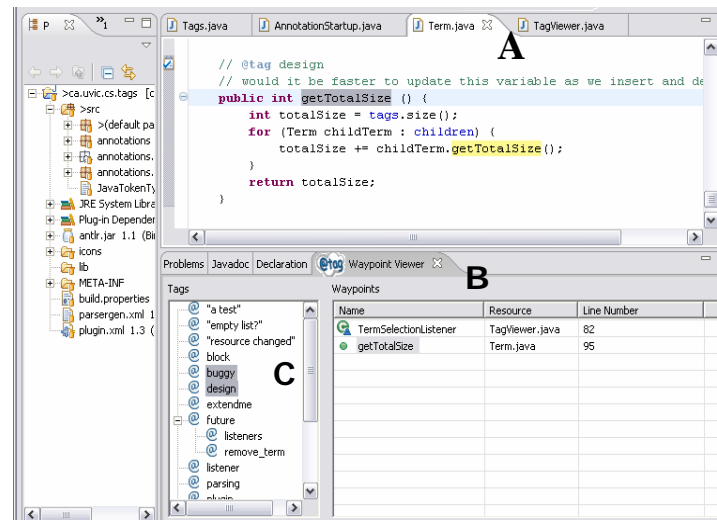 P »1
Tags.java AnnotationStartup.java Term.java TagViewer.java
A
// @tag design
// would it be faster to update this variable as we insert and de
public int getTotalSize () {
int totalSize = tags.size();
for (Term childTerm : children) {
totalSize += childTerm.getTotalSize();
}
return totalSize;
}
>ca.uvic.cs.tags [c
>src
>(default pa
annotations
annotations.
annotations.
JavaTokenTy
JRE System Libra
Plug-in Depender
antlr.jar 1.1 (Bi
icons
lib
META-INF
build.properties
parsergen.xml 1
plugin.xml 1.3 (
Problems Javadoc Declaration @tag Waypoint Viewer
B
Tags
"a test"
"empty list?"
"resource changed"
block
buggy
design
extendme
future
listeners
remove_term
listener
parsing
plugin
C
Waypoints
Name Resource Line Number
TermSelectionListener TagViewer.java 82
getTotalSize Term.java 95